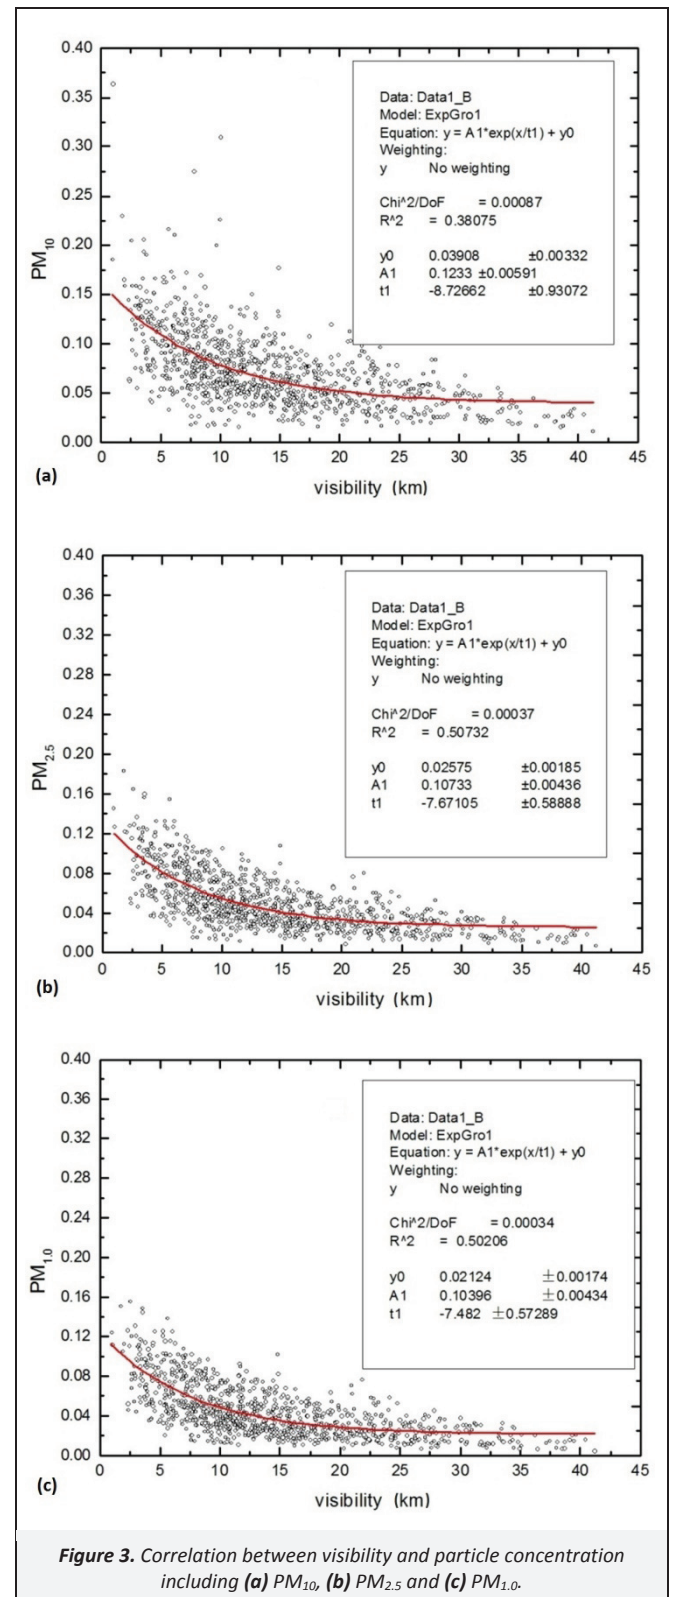 0.40
0.35
0.30
0.25
0.20
0.15
0.10
0.05
0.00
PM10
Data: Data1_B
Model: ExpGro1
Equation: y = A1*exp(x/t1) + y0
Weighting:
y No weighting
Chi^2/DoF = 0.00087
R^2 = 0.38075
y0 0.03908 ±0.00332
A1 0.1233 ±0.00591
t1 -8.72662 ±0.93072
0 5 10 15 20 25 30 35 40 45
(a)
visibility (km)
0.40
0.36
0.32
0.28
0.24
0.20
0.16
0.12
0.08
0.04
0.00
PM2.5
Data: Data1_B
Model: ExpGro1
Equation: y = A1*exp(x/t1) + y0
Weighting:
y No weighting
Chi^2/DoF = 0.00037
R^2 = 0.50732
y0 0.02575 ±0.00185
A1 0.10733 ±0.00436
t1 -7.67105 ±0.58888
0 5 10 15 20 25 30 35 40 45
(b)
visibility (km)
0.40
0.36
0.32
0.28
0.24
0.20
0.16
0.12
0.08
0.04
0.00
PM1.0
Data: Data1_B
Model: ExpGro1
Equation: y = A1*exp(x/t1) + y0
Weighting:
y No weighting
Chi^2/DoF = 0.00034
R^2 = 0.50206
y0 0.02124 ±0.00174
A1 0.10396 ±0.00434
t1 -7.482 ±0.57289
0 5 10 15 20 25 30 35 40 45
(c)
visibility (km)
Figure 3. Correlation between visibility and particle concentration
including (a) PM10, (b) PM2.5 and (c) PM1.0.